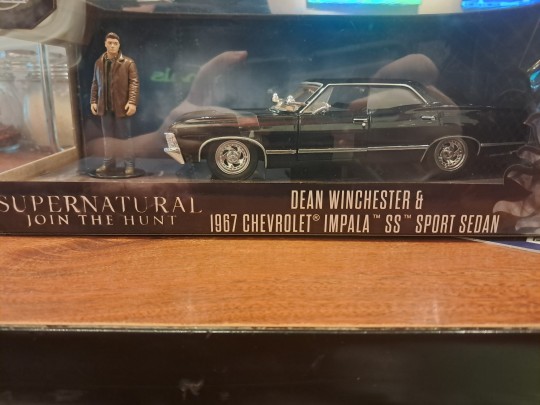 SUPERNATURAL
JOIN THE HUNT
DEAN WINCHESTER &
1967 CHEVROLET® IMPALA™ SS™ SPORT SEDAN